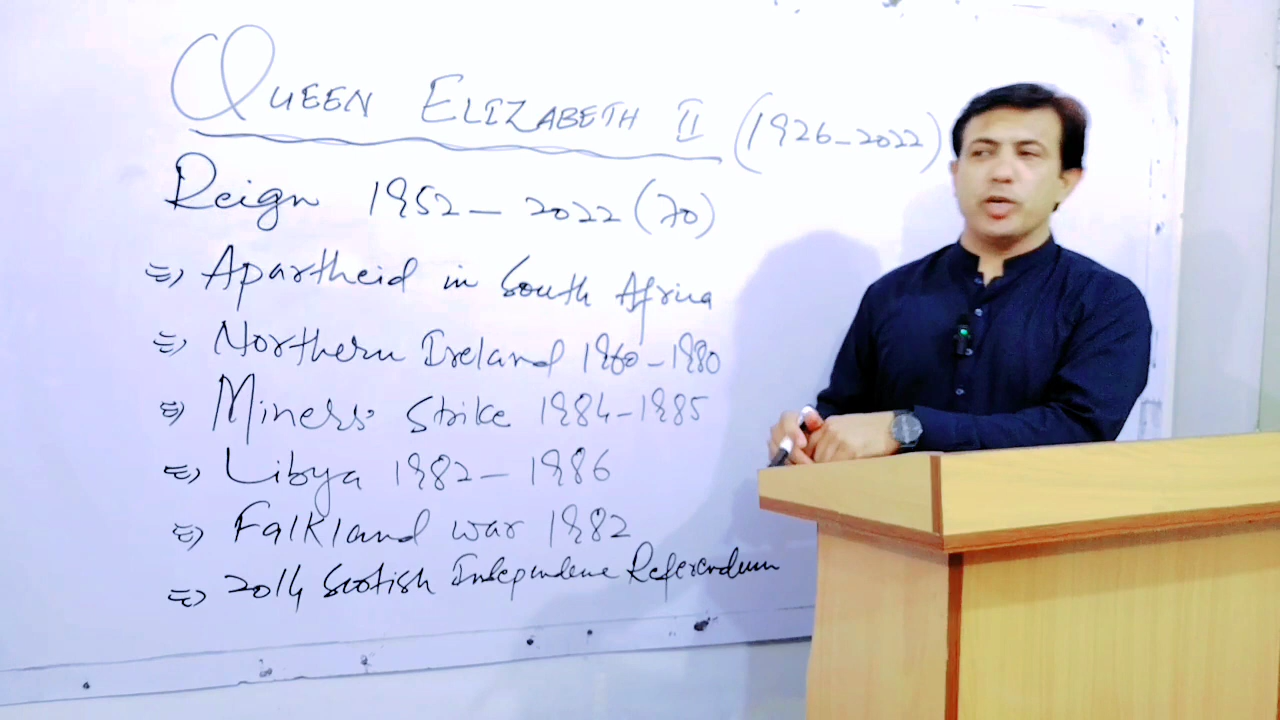 QUEEN ELIZABETH II (1926-2022)
Reign 1952 - 2022 (70)
⇒ Apartheid in South Africa
⇒ Northern Ireland 1960-1980
⇒ Miners' Strike 1984-1985
⇒ Libya 1982 - 1986
⇒ Falkland war 1982
⇒ 2014 Scotish Independene Referendum